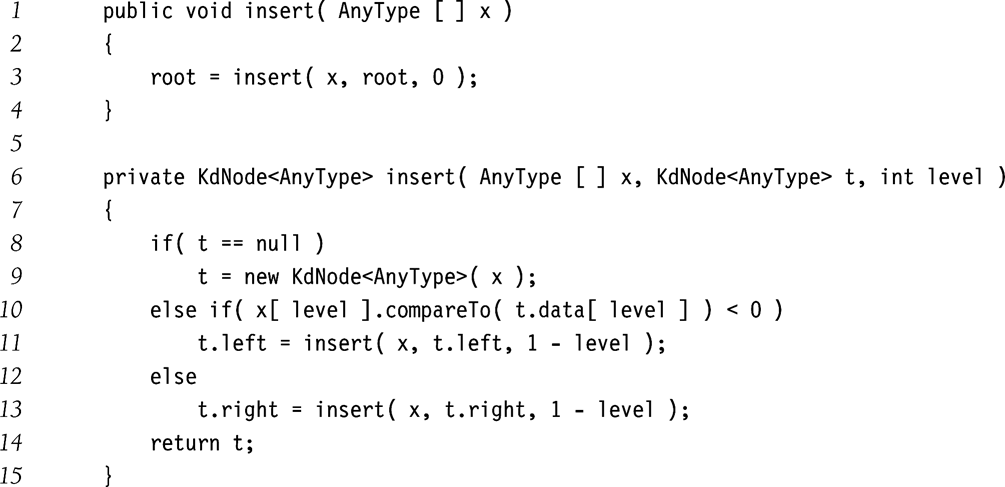 1 public void insert( AnyType [ ] x )
2 {
3 root = insert( x, root, 0 );
4 }
5
6 private KdNode<AnyType> insert( AnyType [ ] x, KdNode<AnyType> t, int level )
7 {
8 if( t == null )
9 t = new KdNode<AnyType>( x );
10 else if( x[ level ].compareTo( t.data[ level ] ) < 0 )
11 t.left = insert( x, t.left, 1 - level );
12 else
13 t.right = insert( x, t.right, 1 - level );
14 return t;
15 }